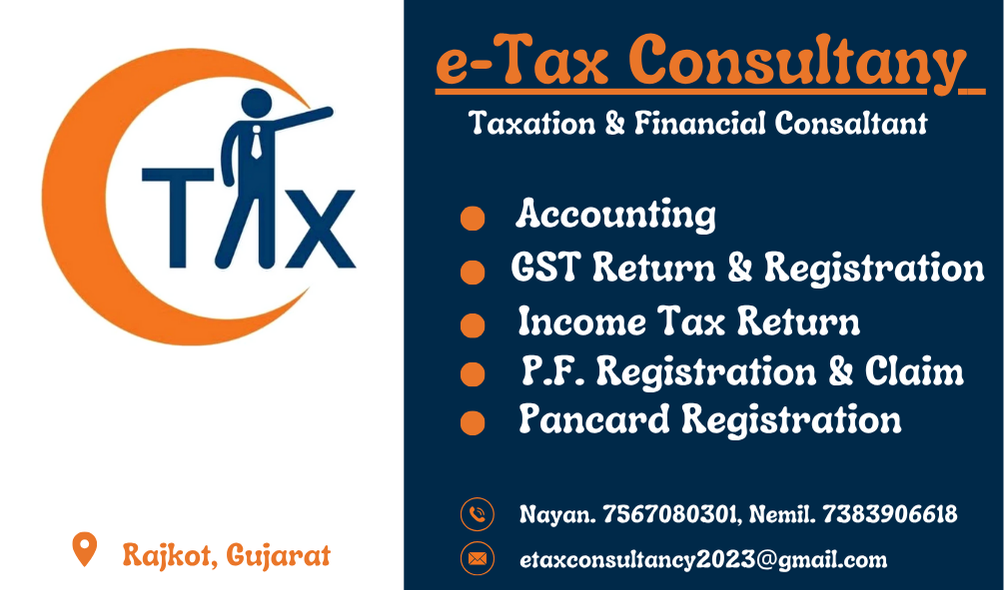 TAX
Rajkot, Gujarat
e-Tax Consultany
Taxation & Financial Consaltant
Accounting
GST Return & Registration
Income Tax Return
P.F. Registration & Claim
Pancard Registration
Nayan. 7567080301, Nemil. 7383906618
etaxconsultancy2023@gmail.com